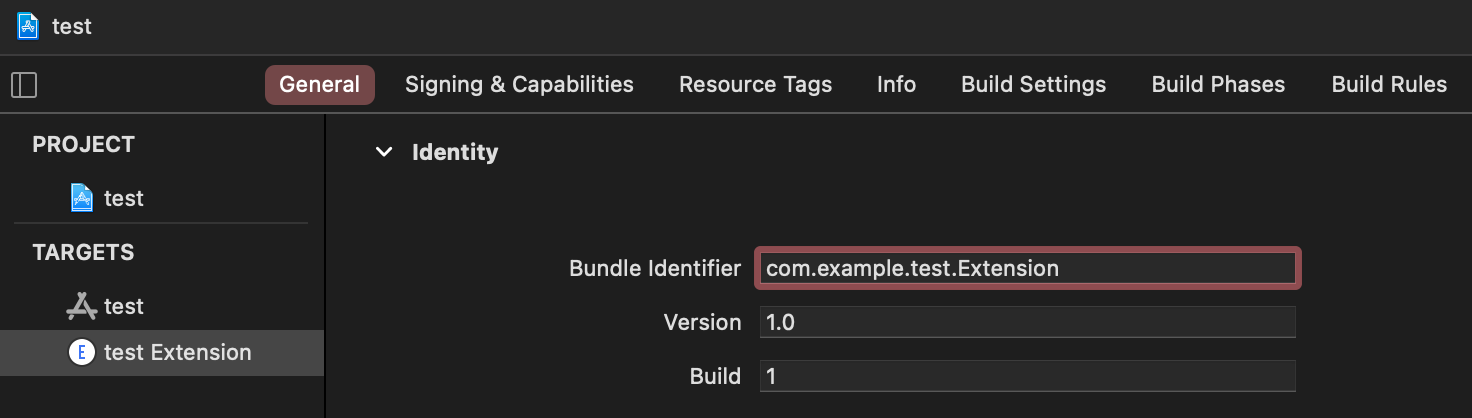 test
General Signing & Capabilities Resource Tags Info Build Settings Build Phases Build Rules
PROJECT
test
TARGETS
test
E test Extension
Identity
Bundle Identifier com.example.test.Extension
Version 1.0
Build 1